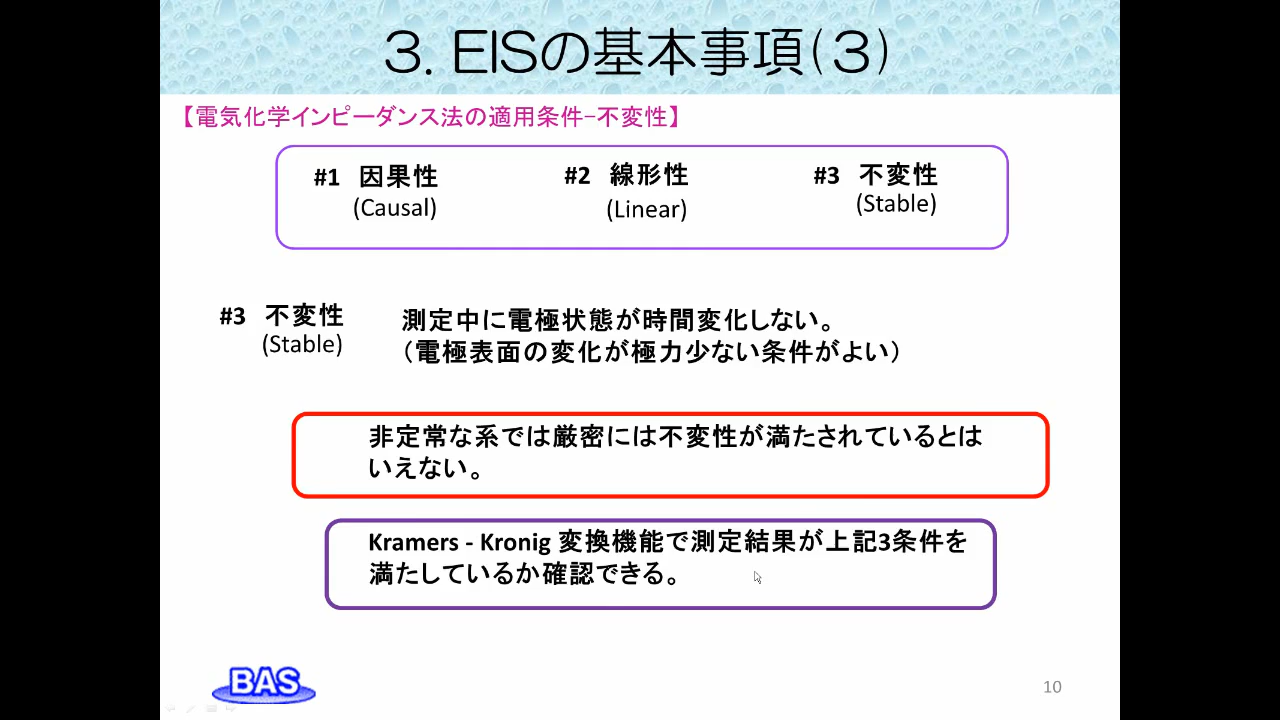 3. EISの基本事項(3)
【電気化学インピーダンス法の適用条件-不変性】
#1 因果性 #2 線形性 #3 不変性
(Causal) (Linear) (Stable)
#3 不変性 測定中に電極状態が時間変化しない。
(Stable) (電極表面の変化が極力少ない条件がよい)
非定常な系では厳密には不変性が満たされているとは
いえない。
Kramers - Kronig 変換機能で測定結果が上記3条件を
満たしているか確認できる。
BAS
10